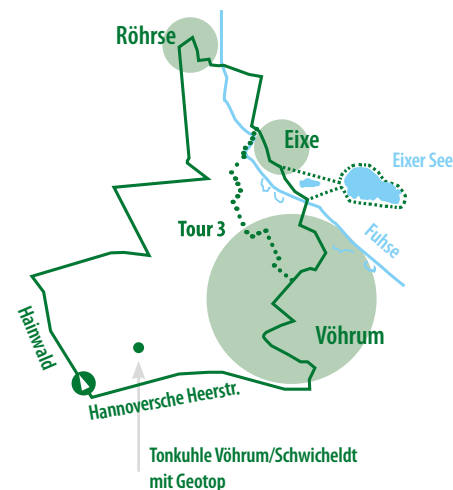 Röhrse
Eixe
Eixer See
Tour 3
Fuhse
Vöhrum
Hainwald
Hannoversche Heerstr.
Tonkuhle Vöhrum/Schwicheldt
mit Geotop